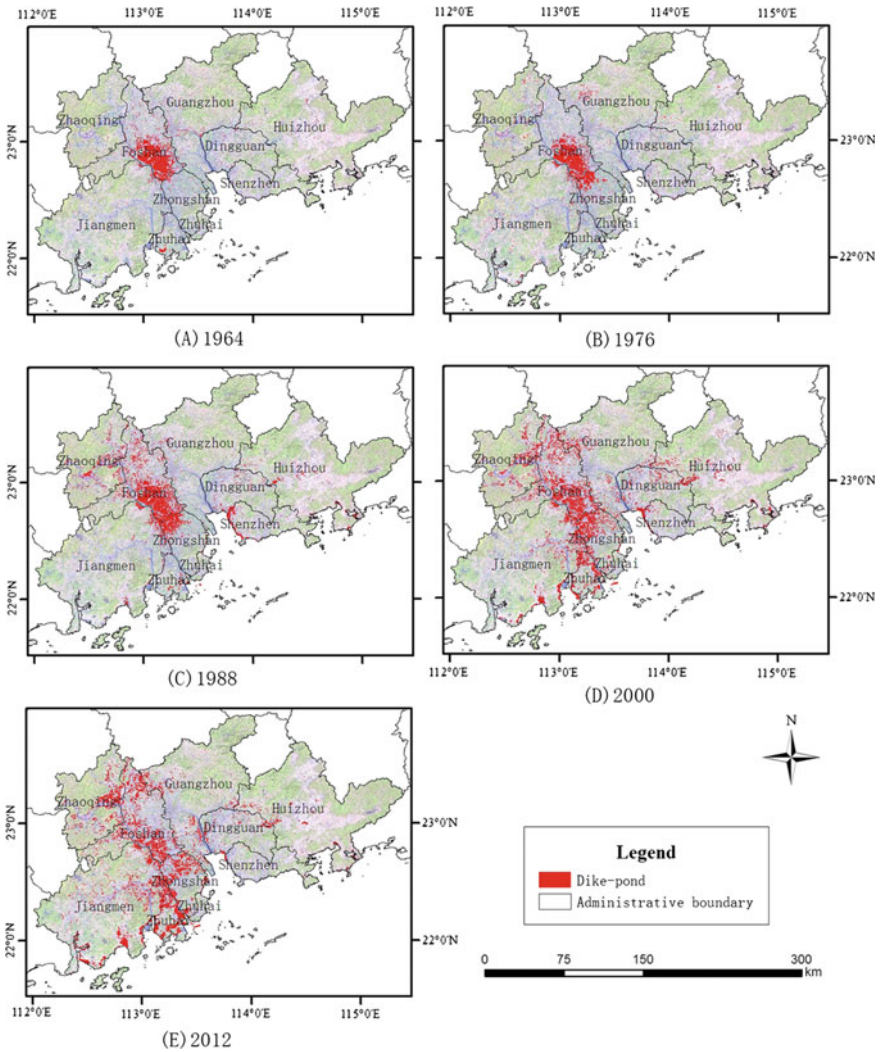 112°0'E 113°0'E 114°0'E 115°0'E
23°0'N
22°0'N
Zhaoqing
Guangzhou
Huizhou
Foshan
Dingguan
Shenzhen
Zhongshan
Jiangmen
Zhuhai
Zhuhai
(A)1964
112°0'E 113°0'E 114°0'E 115°0'E
23°0'N
22°0'N
Zhaoqing
Guangzhou
Huizhou
Foshan
Dingguan
Shenzhen
Zhongshan
Jiangmen
Zhuhai
Zhuhai
(B)1976
23°0'N
22°0'N
Zhaoqing
Guangzhou
Huizhou
Foshan
Dingguan
Shenzhen
Zhongshan
Jiangmen
Zhuhai
Zhuhai
(C)1988
23°0'N
22°0'N
Zhaoqing
Guangzhou
Huizhou
Foshan
Dingguan
Shenzhen
Zhongshan
Jiangmen
Zhuhai
Zhuhai
112°0'E 113°0'E 114°0'E 115°0'E
(D)2000
23°0'N
22°0'N
Zhaoqing
Guangzhou
Huizhou
Foshan
Dingguan
Shenzhen
Zhongshan
Jiangmen
Zhuhai
Zhuhai
112°0'E 113°0'E 114°0'E 115°0'E
(E)2012
N
Legend
Dike-pond
Administrative boundary
0 75 150 300
km